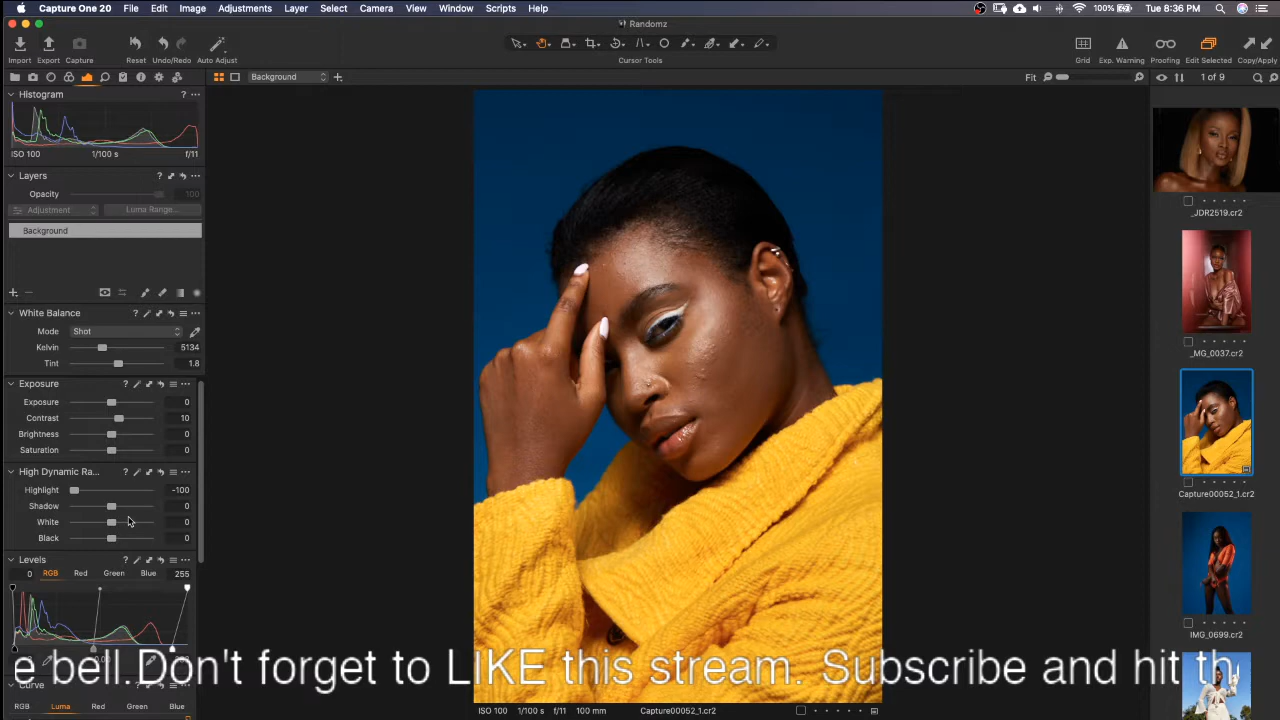 Capture One 20 File Edit Image Adjustments Layer Select Camera View Window Scripts Help 100% Tue 8:36 PM
Randomz
Import Export Capture Reset Undo/Redo Auto Adjust Cursor Tools Grid Exp. Warning Proofing Edit Selected Copy/Apply
Background Fit 1 of 9
Histogram ?
ISO 100 1/100 s f/11
Layers ?
Opacity 100
Adjustment Luma Range...
Background
White Balance ?
Mode Shot
Kelvin 5134
Tint 1.8
Exposure ?
Exposure 0
Contrast 10
Brightness 0
Saturation 0
High Dynamic Ra... ?
Highlight -100
Shadow 0
White 0
Black 0
Levels ?
0 RGB Red Green Blue 255
Curve
RGB Luma Red Green Blue
_JDR2519.cr2
_MG_0037.cr2
Capture00052_1.cr2
IMG_0699.cr2
e bell.Don't forget to LIKE this stream. Subscribe and hit th
ISO 100 1/100 s f/11 100 mm Capture00052_1.cr2